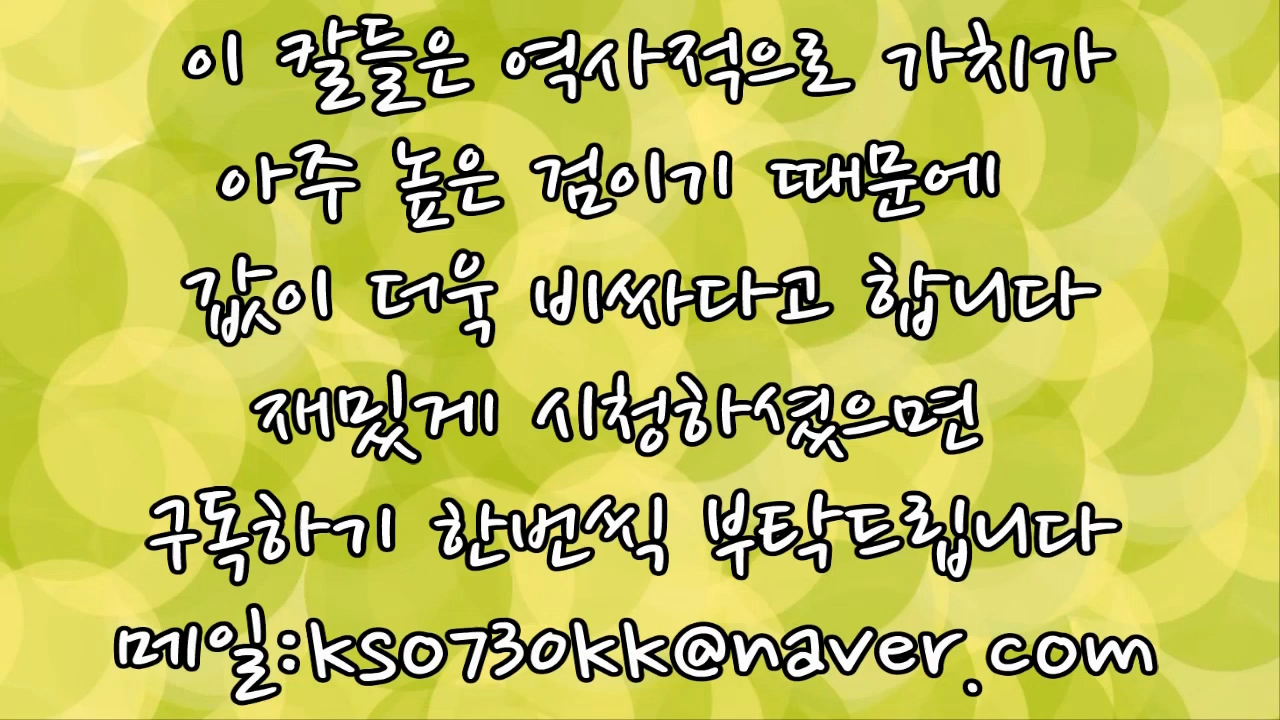 이 칼들은 역사적으로 가치가
아주 높은 검이기 때문에
값이 더욱 비싸다고 합니다
재밌게 시청하셨으면
구독하기 한번씩 부탁드립니다
메일:kso730kk@naver.com